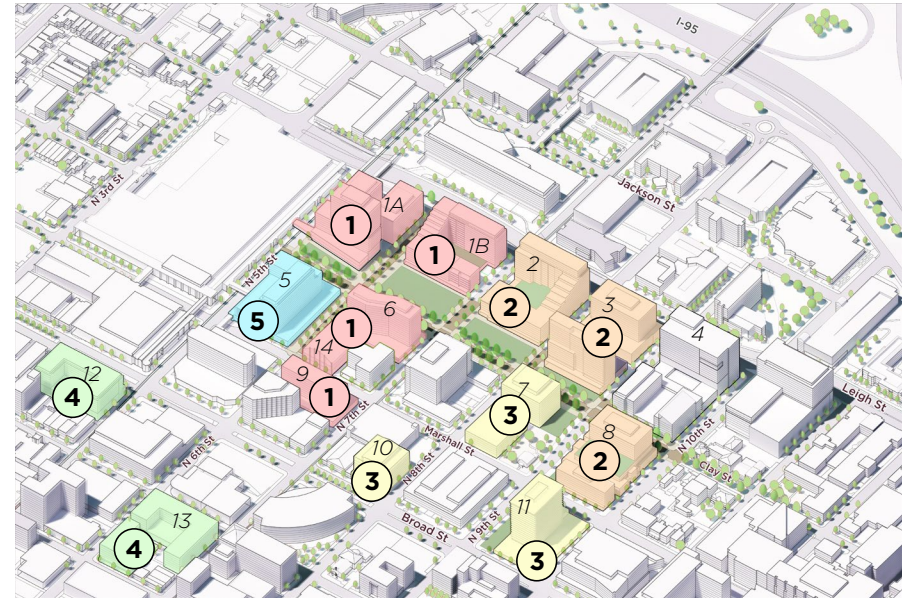 I-95
N 3rd St
Jackson St
1A
1
1B
1
N 5th St
5
2
3
5
2
6
1
2
4
14
9
12
4
1
7
3
Leigh St
N 7th St
Marshall St
N 10th St
N 6th St
10
3
N 8th St
8
2
Clay St
13
4
Broad St
N 9th St
11
3